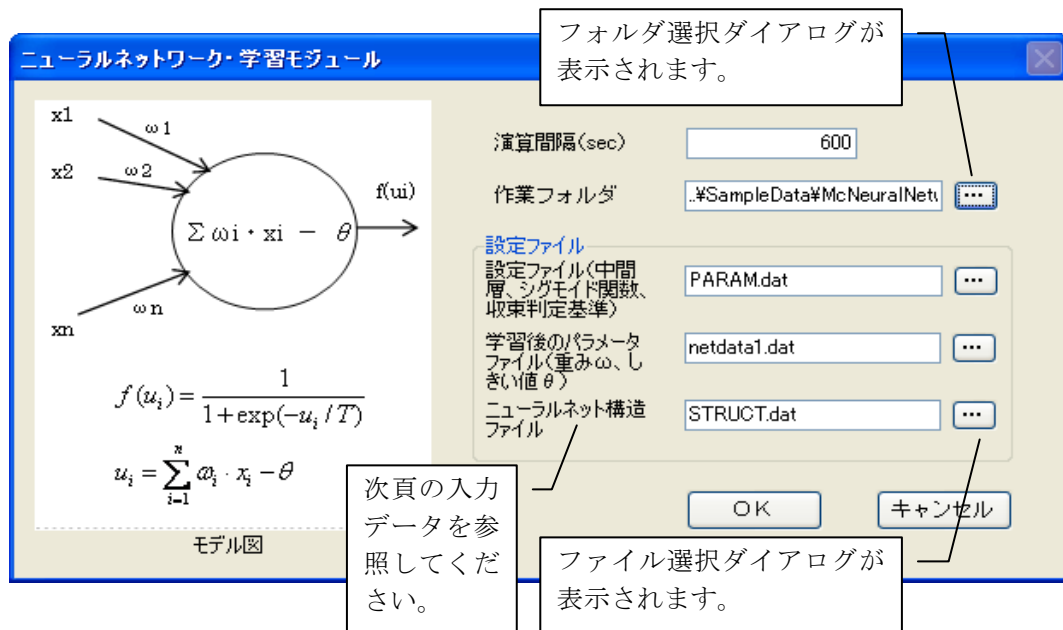 フォルダ選択ダイアログが
表示されます。
ニューラルネットワーク・学習モジュール
x1
ω1
x2
ω2
f(ui)
Σωi・xi − θ
ωn
xn
f(u_i) = 1 / (1+exp(−u_i/T))
u_i = Σ_{i=1}^{n} ω_i · x_i − θ
モデル図
演算間隔(sec)
600
作業フォルダ
..¥SampleData¥McNeuralNet
...
設定ファイル
設定ファイル(中間
層、シグモイド関数、
収束判定基準)
PARAM.dat
...
学習後のパラメータ
ファイル(重みω、し
きい値θ)
netdata1.dat
...
ニューラルネット構造
ファイル
STRUCT.dat
...
OK
キャンセル
次頁の入力
データを参
照してくだ
さい。
ファイル選択ダイアログが
表示されます。